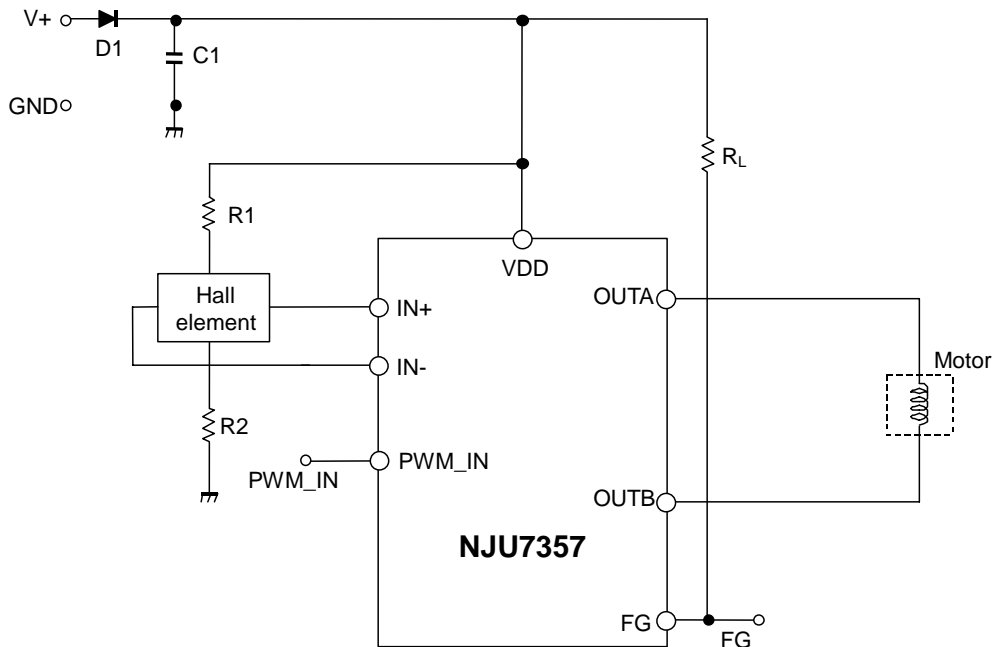 V+
D1
C1
GND
R1
RL
VDD
Hall
element
IN+
OUTA
IN-
Motor
R2
PWM_IN
PWM_IN
OUTB
NJU7357
FG
FG